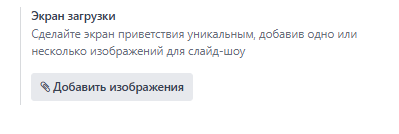 Экран загрузки
Сделайте экран приветствия уникальным, добавив одно или
несколько изображений для слайд-шоу
Добавить изображения